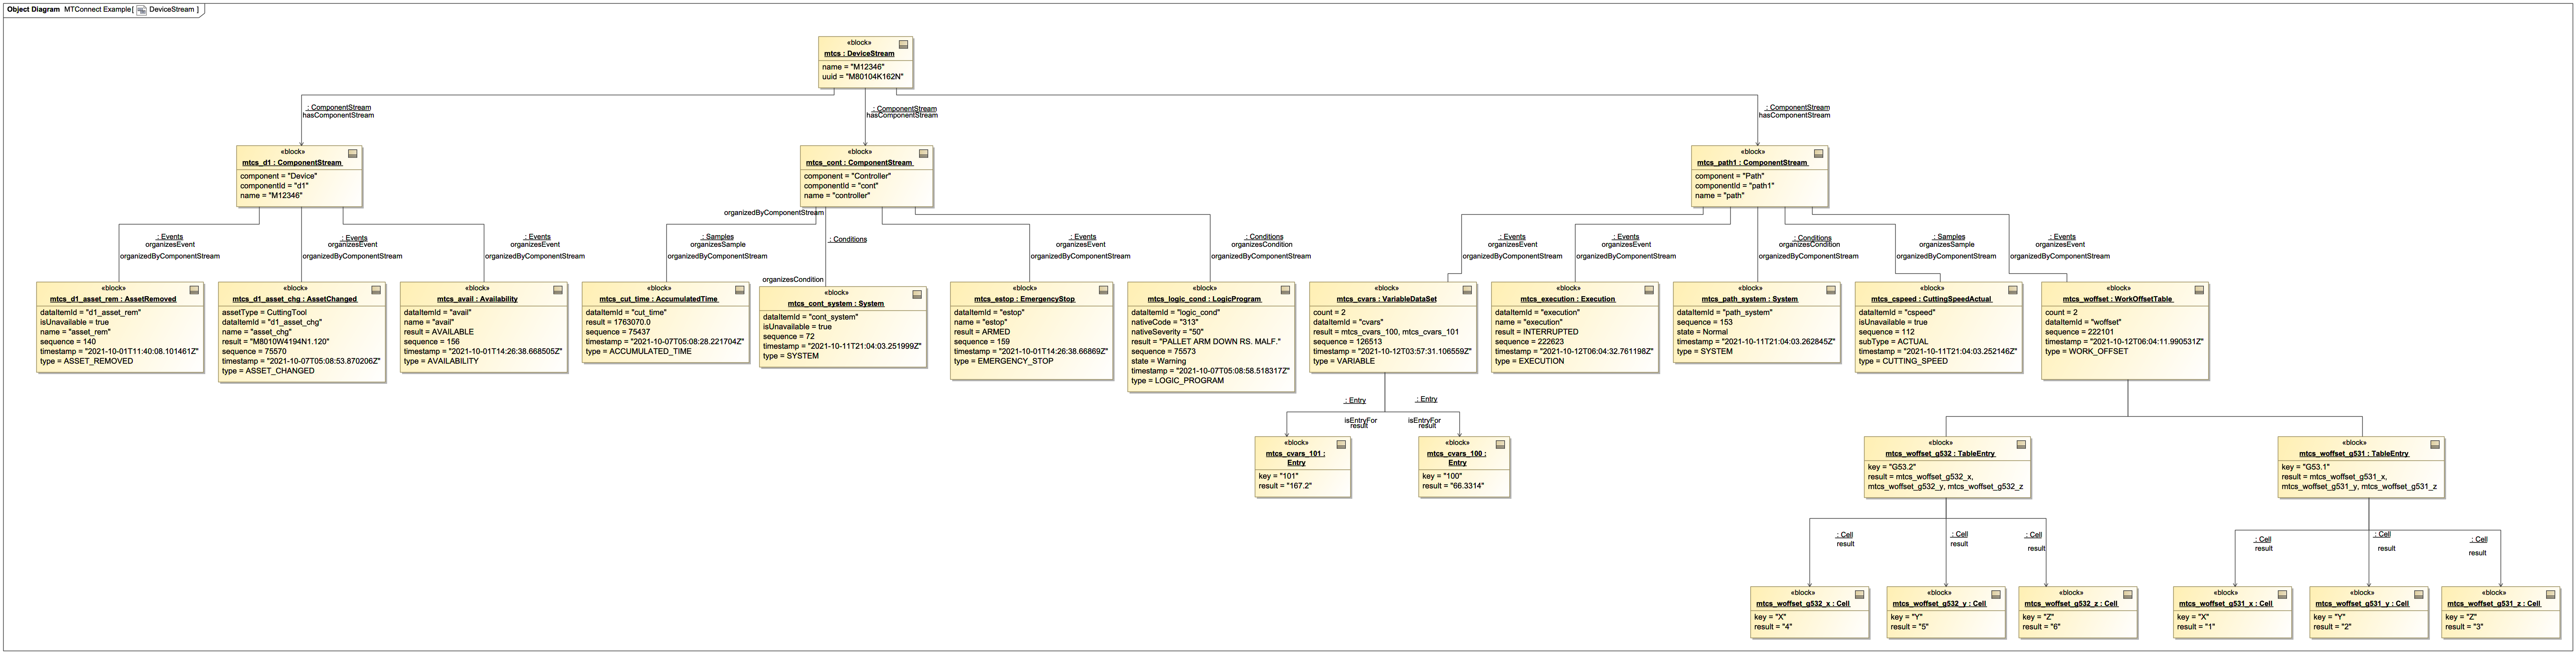 Object Diagram MTConnect Example[ DeviceStream ]
«block»
mtcs : DeviceStream
name = "M12346"
uuid = "M80104K162N"
: ComponentStream
hasComponentStream
: ComponentStream
hasComponentStream
: ComponentStream
hasComponentStream
«block»
mtcs_d1 : ComponentStream
component = "Device"
componentId = "d1"
name = "M12346"
«block»
mtcs_cont : ComponentStream
component = "Controller"
componentId = "cont"
name = "controller"
«block»
mtcs_path1 : ComponentStream
component = "Path"
componentId = "path1"
name = "path"
: Events
organizesEvent
organizedByComponentStream
: Events
organizesEvent
organizedByComponentStream
: Events
organizesEvent
organizedByComponentStream
: Samples
organizesSample
organizedByComponentStream
organizedByComponentStream
: Conditions
organizesCondition
: Events
organizesEvent
organizedByComponentStream
: Conditions
organizesCondition
organizedByComponentStream
: Events
organizesEvent
organizedByComponentStream
: Events
organizesEvent
organizedByComponentStream
: Conditions
organizesCondition
organizedByComponentStream
: Samples
organizesSample
organizedByComponentStream
: Events
organizesEvent
organizedByComponentStream
«block»
mtcs_d1_asset_rem : AssetRemoved
dataItemId = "d1_asset_rem"
isUnavailable = true
name = "asset_rem"
sequence = 140
timestamp = "2021-10-01T11:40:08.101461Z"
type = ASSET_REMOVED
«block»
mtcs_d1_asset_chg : AssetChanged
assetType = CuttingTool
dataItemId = "d1_asset_chg"
name = "asset_chg"
result = "M8010W4194N1.120"
sequence = 75570
timestamp = "2021-10-07T05:08:53.870206Z"
type = ASSET_CHANGED
«block»
mtcs_avail : Availability
dataItemId = "avail"
name = "avail"
result = AVAILABLE
sequence = 156
timestamp = "2021-10-01T14:26:38.668505Z"
type = AVAILABILITY
«block»
mtcs_cut_time : AccumulatedTime
dataItemId = "cut_time"
result = 1763070.0
sequence = 75437
timestamp = "2021-10-07T05:08:28.221704Z"
type = ACCUMULATED_TIME
«block»
mtcs_cont_system : System
dataItemId = "cont_system"
isUnavailable = true
sequence = 72
timestamp = "2021-10-11T21:04:03.251999Z"
type = SYSTEM
«block»
mtcs_estop : EmergencyStop
dataItemId = "estop"
name = "estop"
result = ARMED
sequence = 159
timestamp = "2021-10-01T14:26:38.66869Z"
type = EMERGENCY_STOP
«block»
mtcs_logic_cond : LogicProgram
dataItemId = "logic_cond"
nativeCode = "313"
nativeSeverity = "50"
result = "PALLET ARM DOWN RS. MALF."
sequence = 75573
state = Warning
timestamp = "2021-10-07T05:08:58.518317Z"
type = LOGIC_PROGRAM
«block»
mtcs_cvars : VariableDataSet
count = 2
dataItemId = "cvars"
result = mtcs_cvars_100, mtcs_cvars_101
sequence = 126513
timestamp = "2021-10-12T03:57:31.106559Z"
type = VARIABLE
«block»
mtcs_execution : Execution
dataItemId = "execution"
name = "execution"
result = INTERRUPTED
sequence = 222623
timestamp = "2021-10-12T06:04:32.761198Z"
type = EXECUTION
«block»
mtcs_path_system : System
dataItemId = "path_system"
sequence = 153
state = Normal
timestamp = "2021-10-11T21:04:03.262845Z"
type = SYSTEM
«block»
mtcs_cspeed : CuttingSpeedActual
dataItemId = "cspeed"
isUnavailable = true
sequence = 112
subType = ACTUAL
timestamp = "2021-10-11T21:04:03.252146Z"
type = CUTTING_SPEED
«block»
mtcs_woffset : WorkOffsetTable
count = 2
dataItemId = "woffset"
sequence = 222101
timestamp = "2021-10-12T06:04:11.990531Z"
type = WORK_OFFSET
: Entry
isEntryFor
result
: Entry
isEntryFor
result
«block»
mtcs_cvars_101 :
Entry
key = "101"
result = "167.2"
«block»
mtcs_cvars_100 :
Entry
key = "100"
result = "66.3314"
«block»
mtcs_woffset_g532 : TableEntry
key = "G53.2"
result = mtcs_woffset_g532_x,
mtcs_woffset_g532_y, mtcs_woffset_g532_z
«block»
mtcs_woffset_g531 : TableEntry
key = "G53.1"
result = mtcs_woffset_g531_x,
mtcs_woffset_g531_y, mtcs_woffset_g531_z
: Cell
result
: Cell
result
: Cell
result
: Cell
result
: Cell
result
: Cell
result
«block»
mtcs_woffset_g532_x : Cell
key = "X"
result = "4"
«block»
mtcs_woffset_g532_y : Cell
key = "Y"
result = "5"
«block»
mtcs_woffset_g532_z : Cell
key = "Z"
result = "6"
«block»
mtcs_woffset_g531_x : Cell
key = "X"
result = "1"
«block»
mtcs_woffset_g531_y : Cell
key = "Y"
result = "2"
«block»
mtcs_woffset_g531_z : Cell
key = "Z"
result = "3"